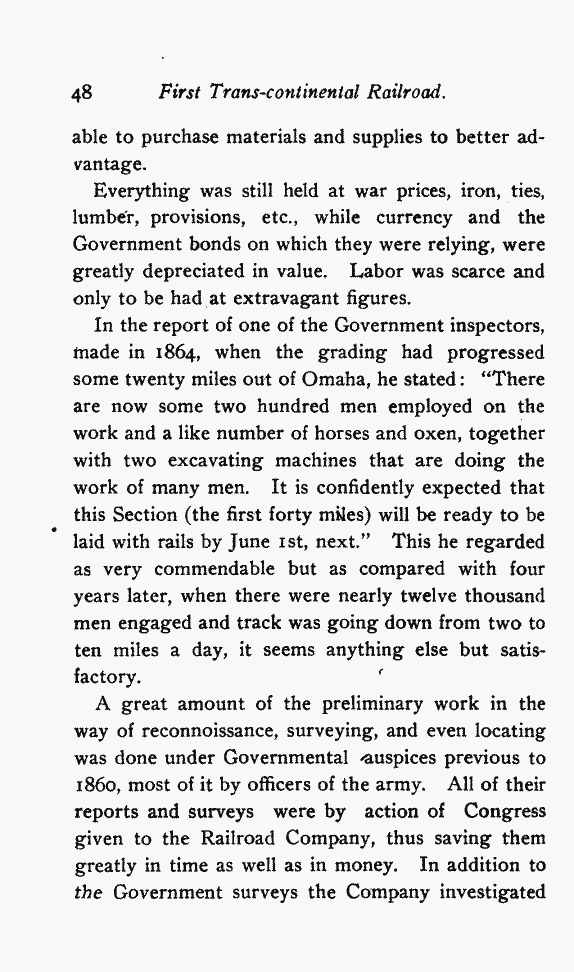 48 First Trans-continental Railroad.
able to purchase materials and supplies to better ad-
vantage.
Everything was still held at war prices, iron, ties,
lumber, provisions, etc., while currency and the
Government bonds on which they were relying, were
greatly depreciated in value. Labor was scarce and
only to be had at extravagant figures.
In the report of one of the Government inspectors,
made in 1864, when the grading had progressed
some twenty miles out of Omaha, he stated: "There
are now some two hundred men employed on the
work and a like number of horses and oxen, together
with two excavating machines that are doing the
work of many men. It is confidently expected that
this Section (the first forty miles) will be ready to be
laid with rails by June 1st, next." This he regarded
as very commendable but as compared with four
years later, when there were nearly twelve thousand
men engaged and track was going down from two to
ten miles a day, it seems anything else but satis-
factory.
A great amount of the preliminary work in the
way of reconnoissance, surveying, and even locating
was done under Governmental auspices previous to
1860, most of it by officers of the army. All of their
reports and surveys were by action of Congress
given to the Railroad Company, thus saving them
greatly in time as well as in money. In addition to
the Government surveys the Company investigated